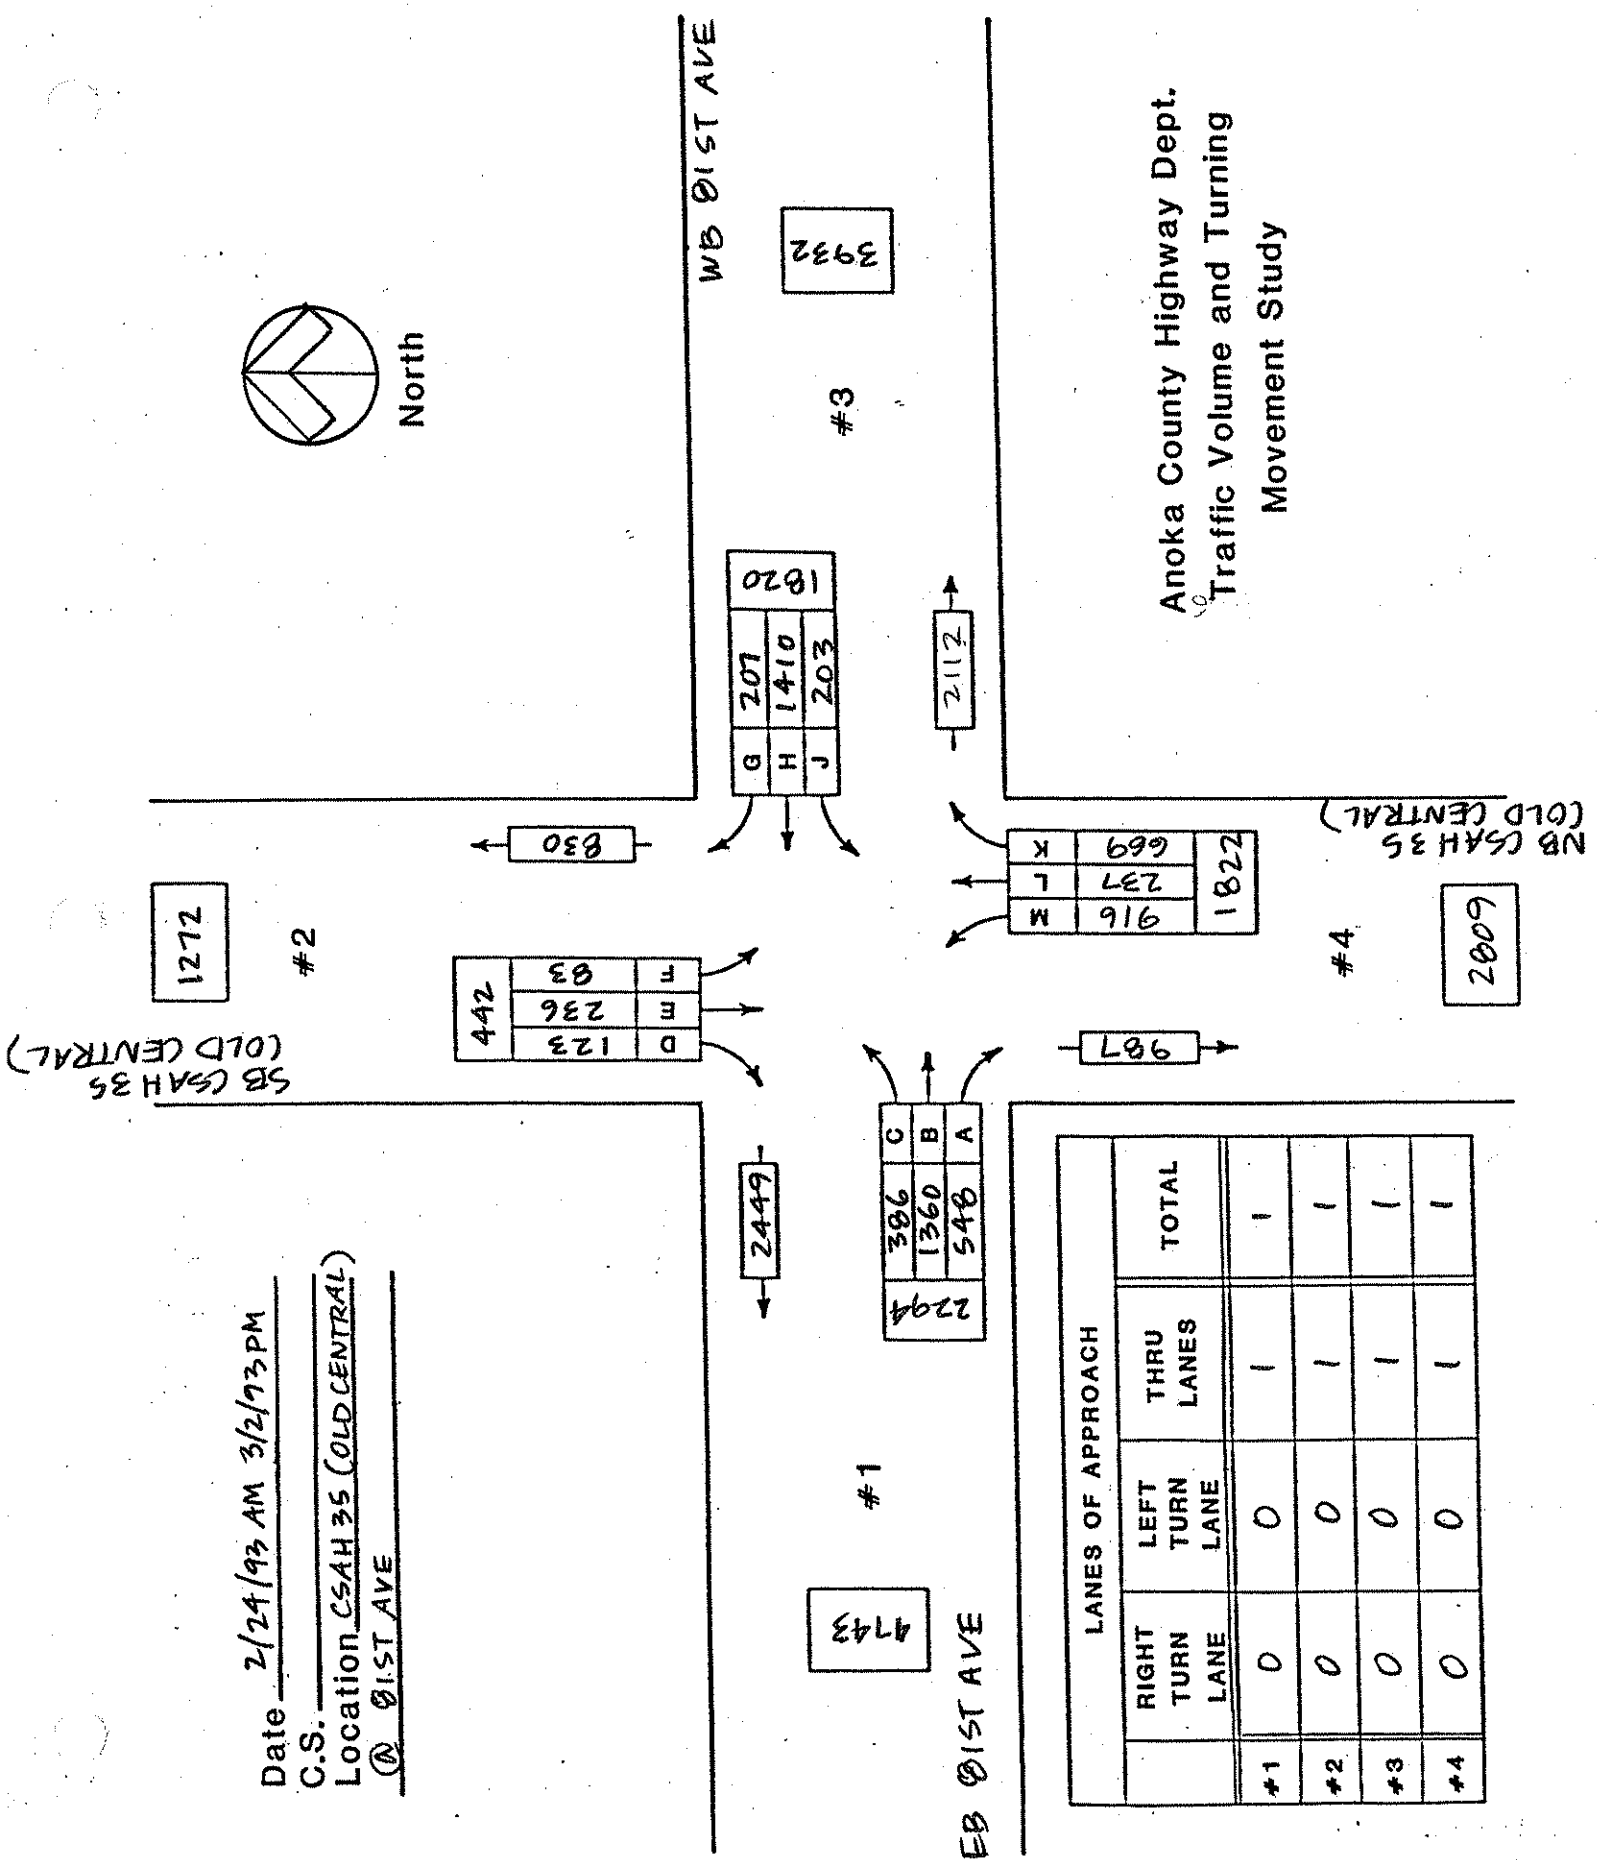 Date 2/24/93 AM 3/2/93 PM
C.S.
Location CSAH 35 (OLD CENTRAL)
@ 81ST AVE
North
SB CSAH 35
(OLD CENTRAL)
1272
#2
442
123 236 83
D E F
830
WB 81ST AVE
3932
#3
G 207
H 1410
J 203
1820
2112
2449
4743
#1
386 C
1360 B
548 A
2294
EB 81ST AVE
987
M L K
916 237 669
1822
#4
2809
NB CSAH 35
(OLD CENTRAL)
LANES OF APPROACH
RIGHT TURN LANE LEFT TURN LANE THRU LANES TOTAL
#1 0 0 1 1
#2 0 0 1 1
#3 0 0 1 1
#4 0 0 1 1
Anoka County Highway Dept.
Traffic Volume and Turning
Movement Study